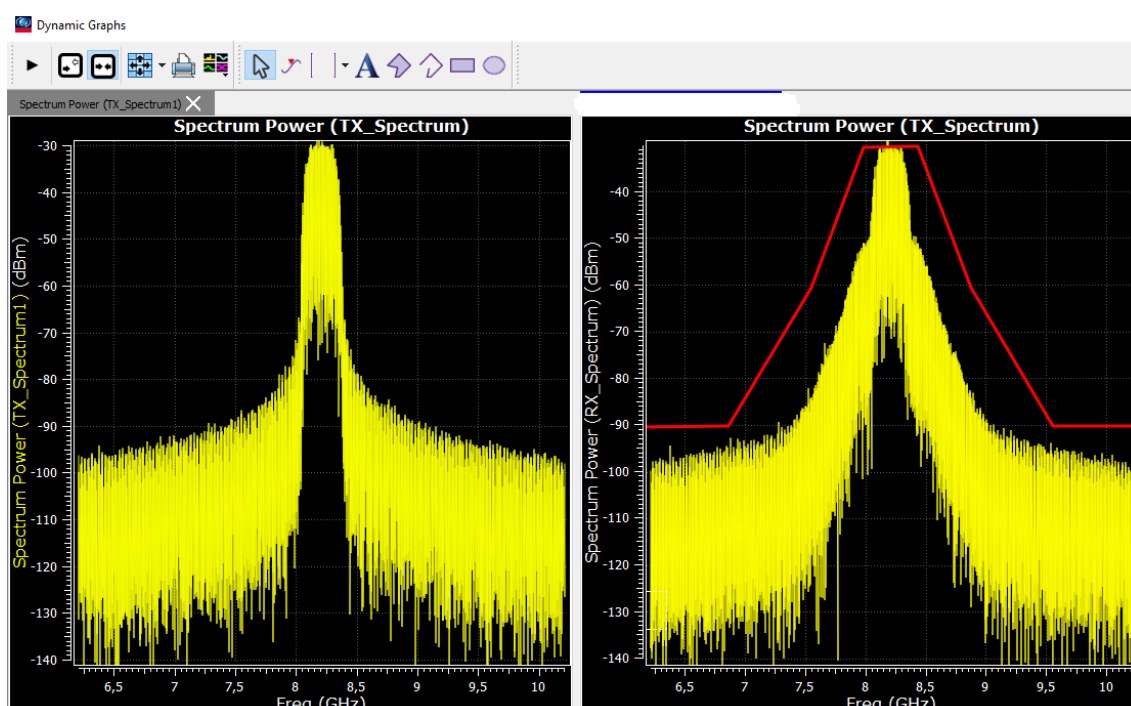 Dynamic Graphs
A
Spectrum Power (TX_Spectrum1)
Spectrum Power (TX_Spectrum)
Spectrum Power (TX_Spectrum1) (dBm)
-30
-40
-50
-60
-70
-80
-90
-100
-110
-120
-130
-140
6,5 7 7,5 8 8,5 9 9,5 10
Freq (GHz)
Spectrum Power (TX_Spectrum)
Spectrum Power (RX_Spectrum) (dBm)
-40
-50
-60
-70
-80
-90
-100
-110
-120
-130
-140
6,5 7 7,5 8 8,5 9 9,5 10
Freq (GHz)